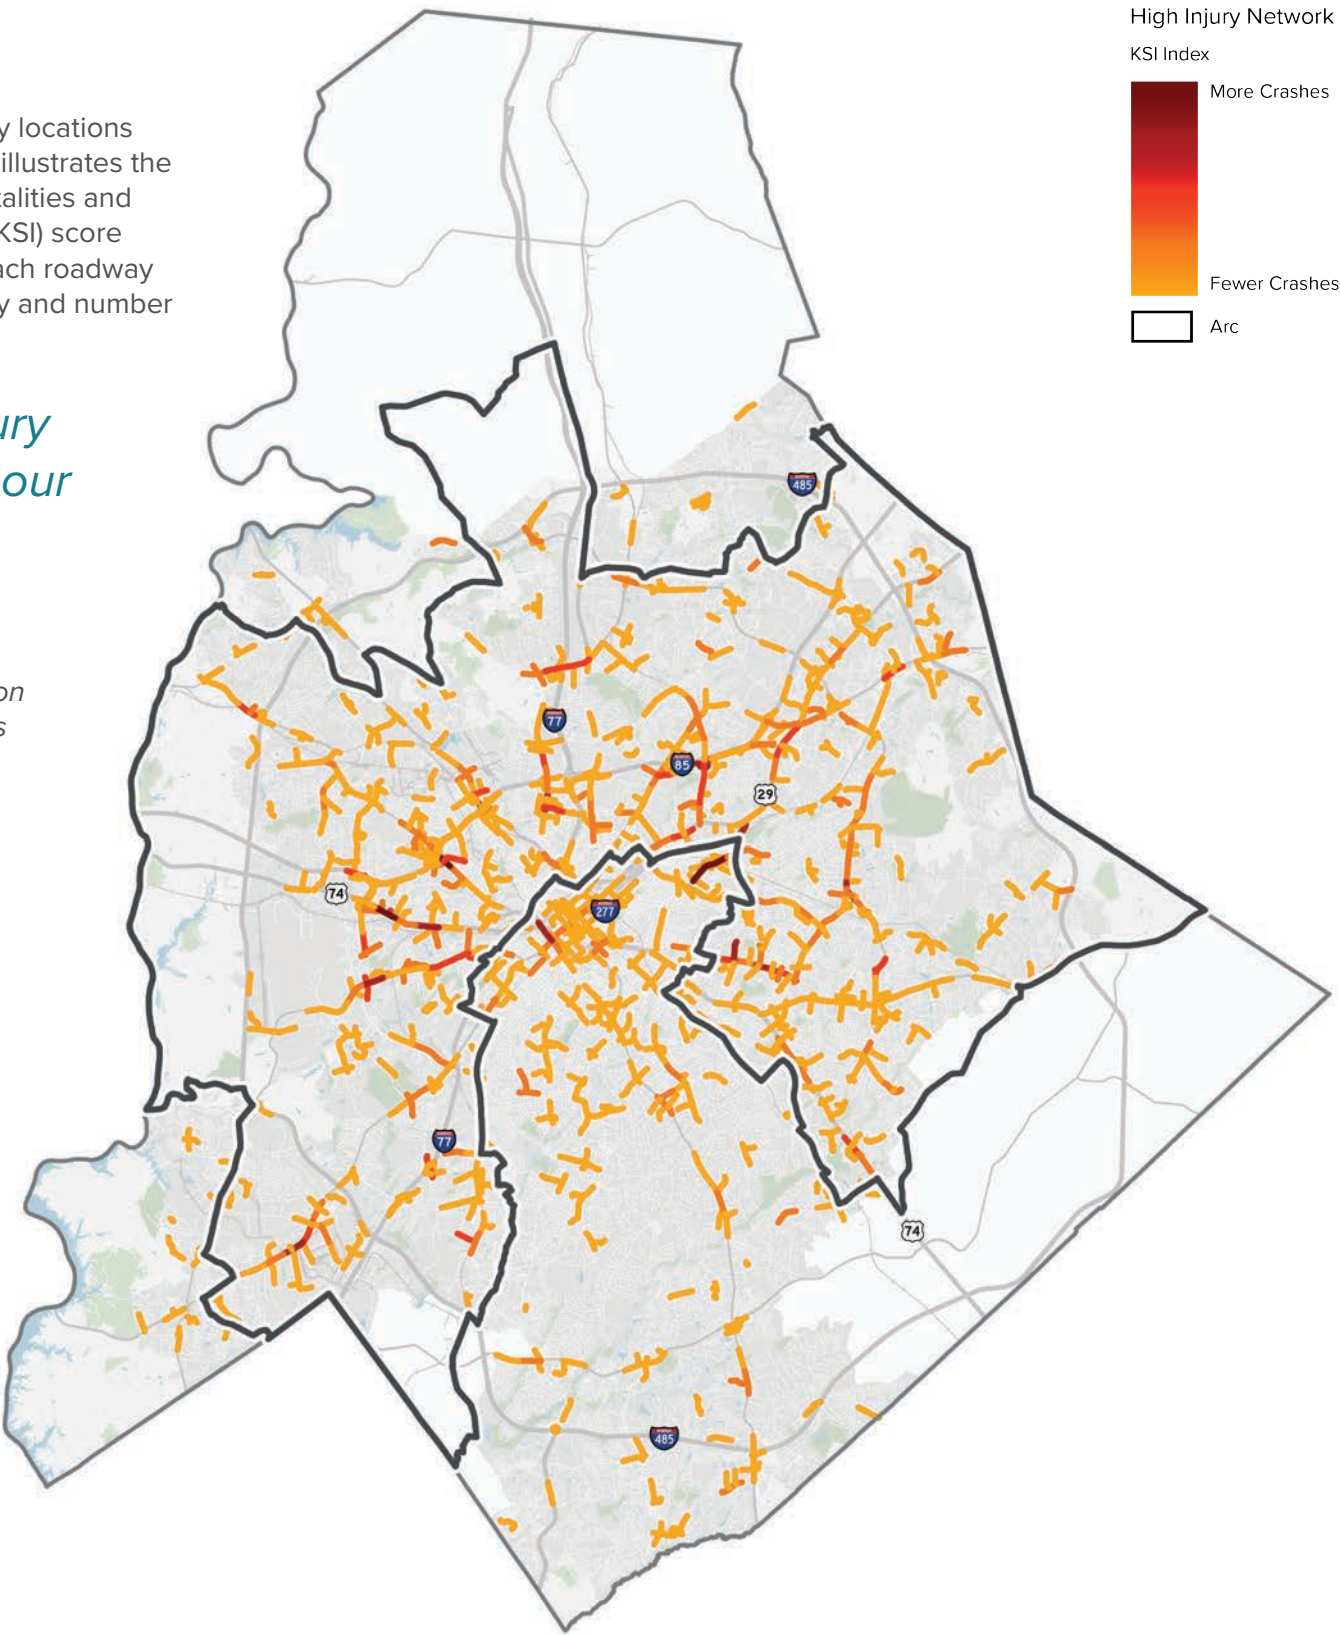 y locations
illustrates the
talities and
KSI) score
ach roadway
y and number
ury
our
on
s
High Injury Network
KSI Index
More Crashes
Fewer Crashes
Arc
485
77
85
29
74
277
77
74
485